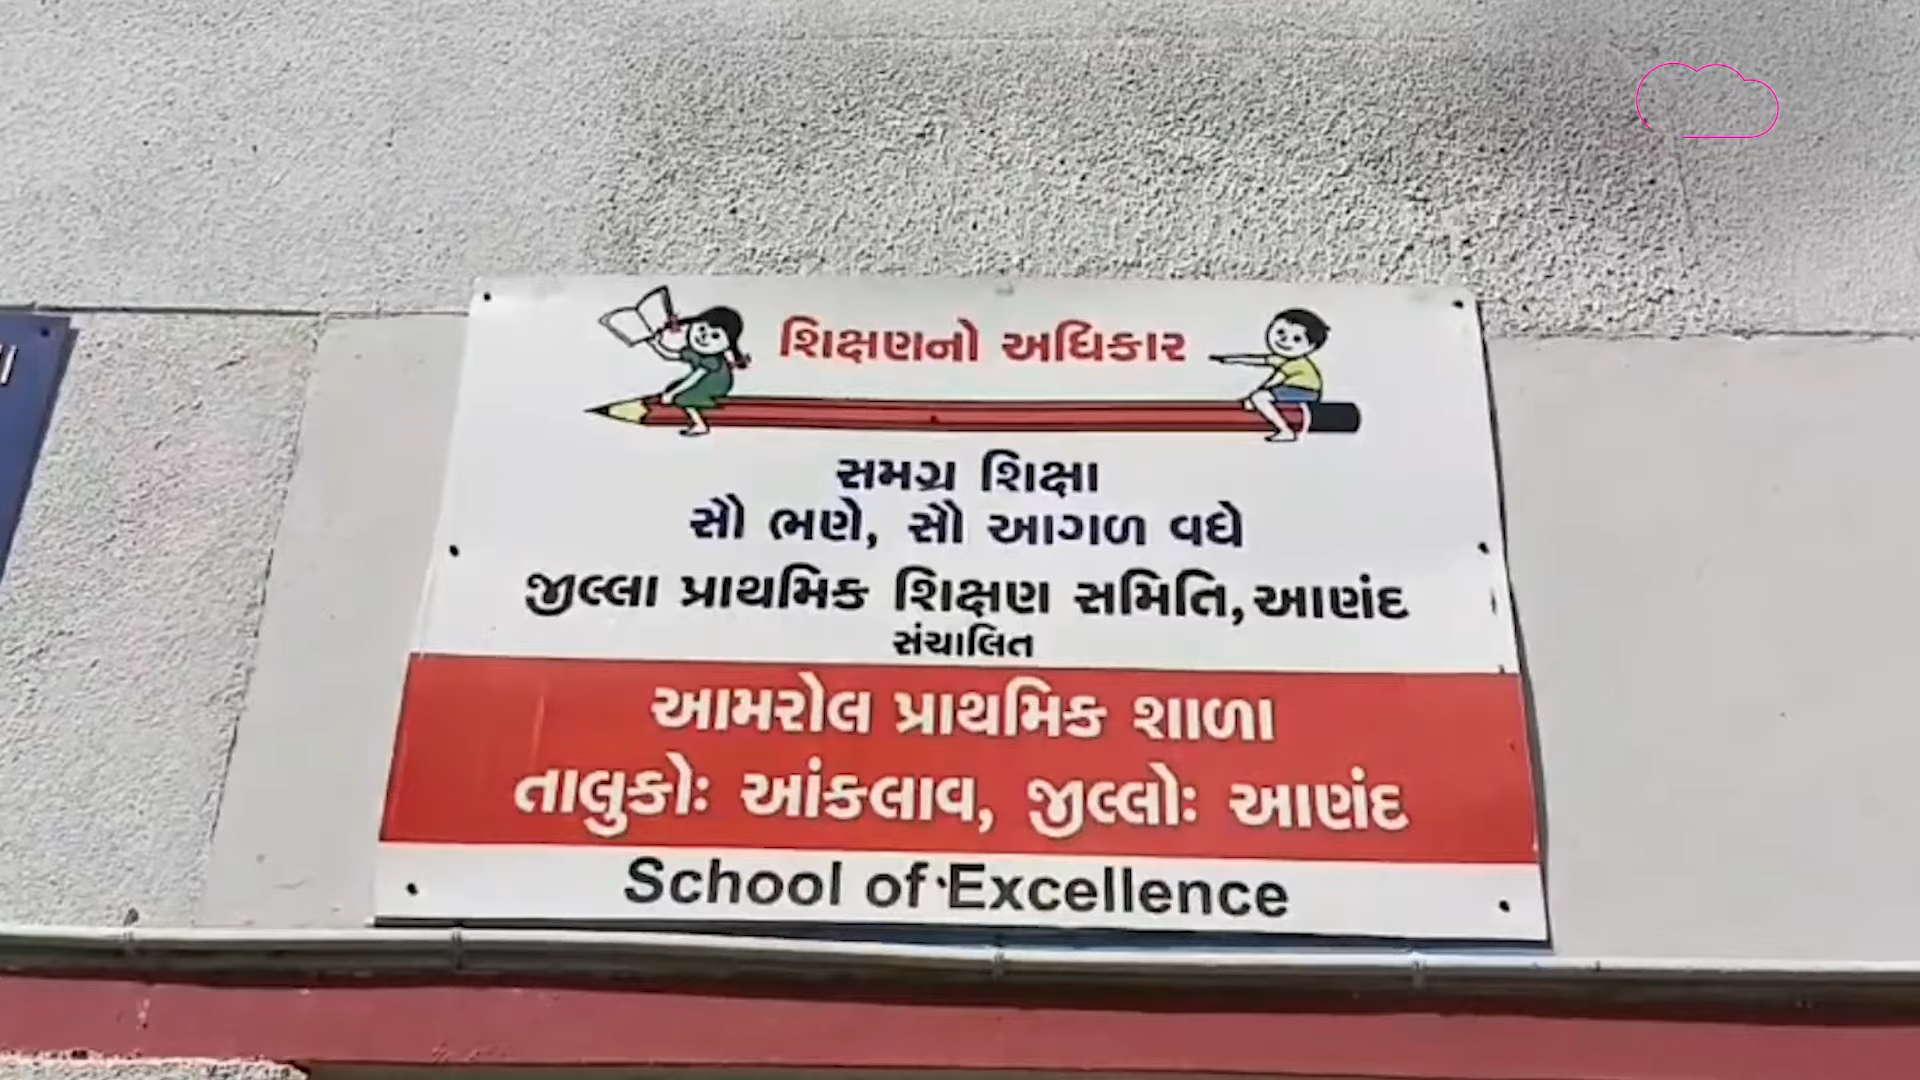 શિક્ષણનો અધિકાર
સમગ્ર શિક્ષા
સૌ ભણે, સૌ આગળ વધે
જીલ્લા પ્રાથમિક શિક્ષણ સમિતિ, આણંદ
સંચાલિત
આમરોલ પ્રાથમિક શાળા
તાલુકોઃ આંકલાવ, જીલ્લોઃ આણંદ
School of Excellence